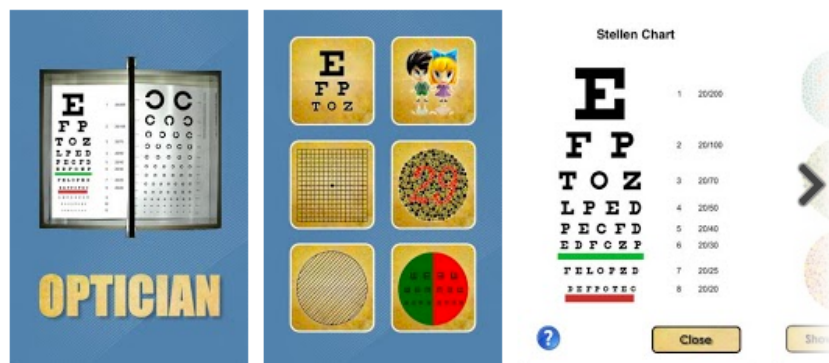 E
F P
T O Z
L P E D
P E C F D
E D F C Z P
F E L O P Z D
D E F P O T E C
OPTICIAN
E
F P
T O Z
29
Stellen Chart
E 1 20/200
F P 2 20/100
T O Z 3 20/70
L P E D 4 20/50
P E C F D 5 20/40
E D F C Z P 6 20/30
F E L O P Z D 7 20/25
D E F P O T E C 8 20/20
?
Close
Sho